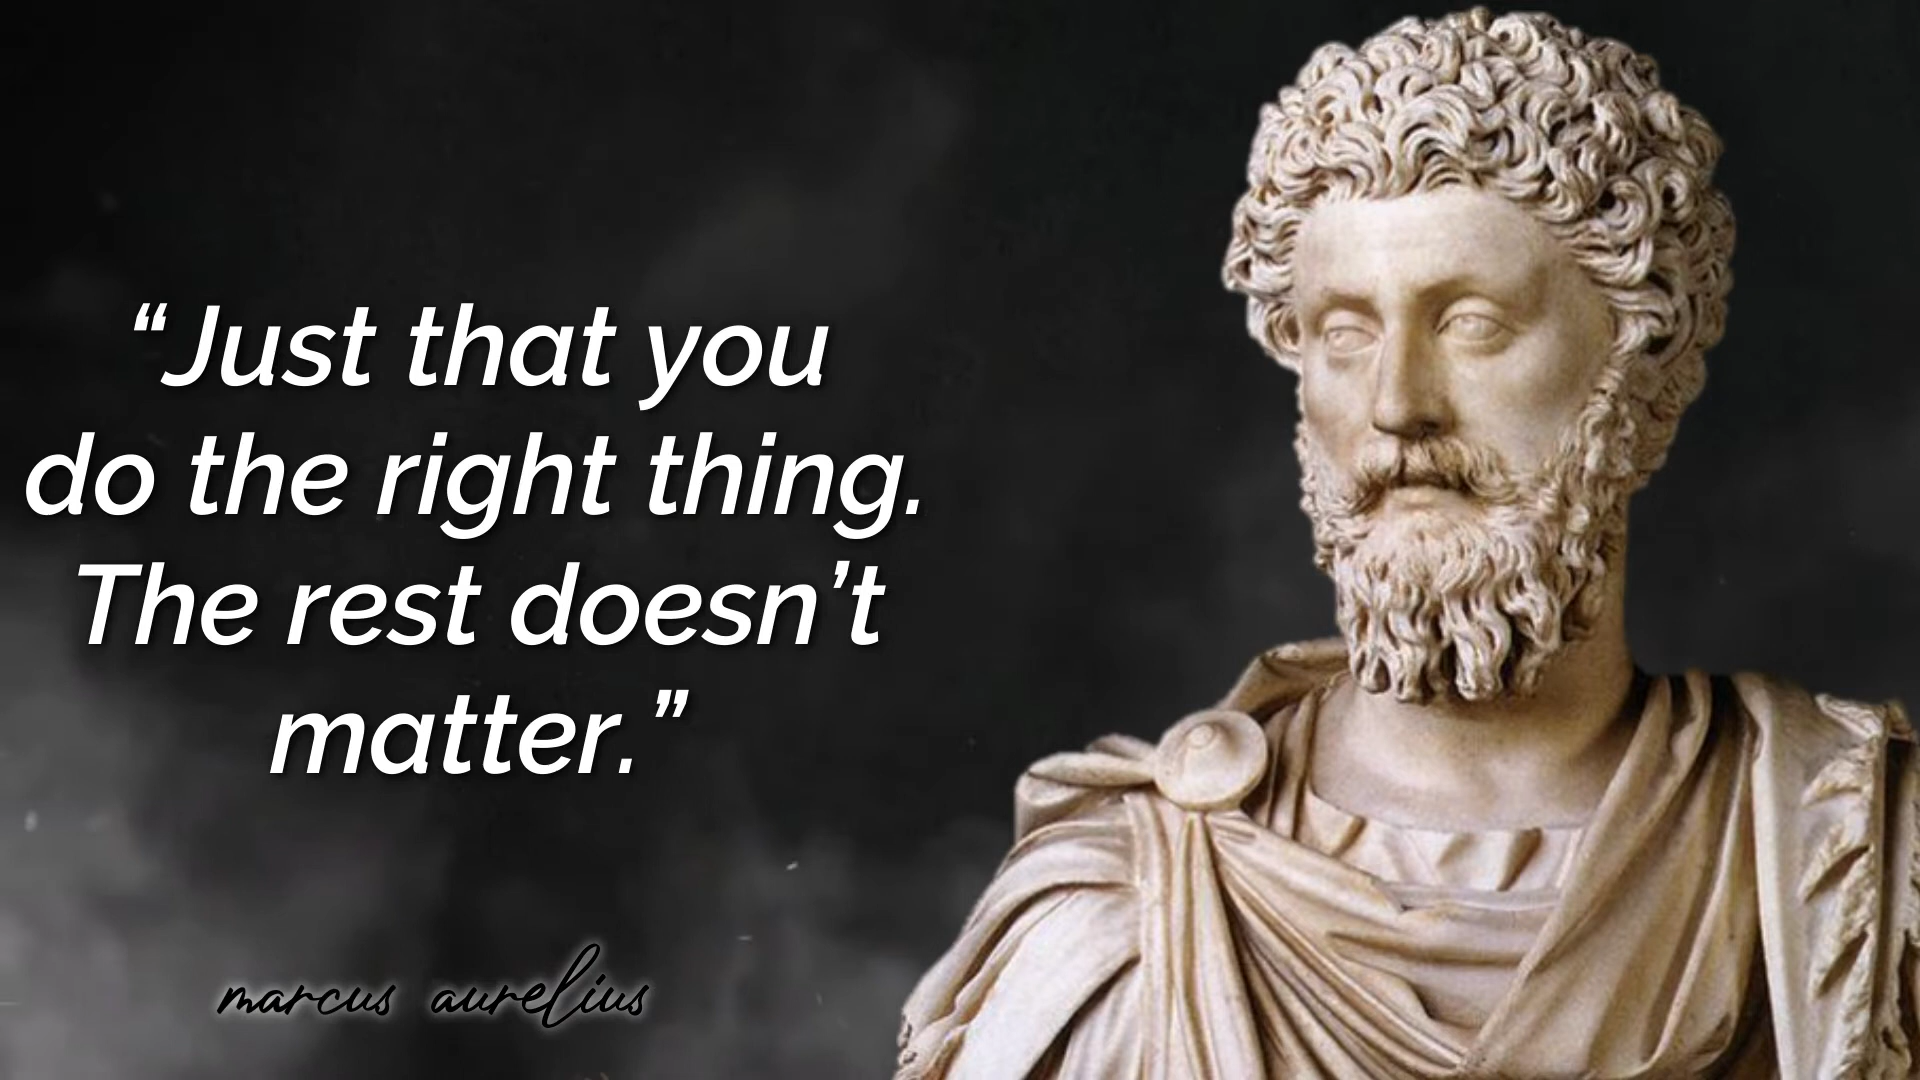 “Just that you
do the right thing.
The rest doesn’t
matter.”
marcus aurelius